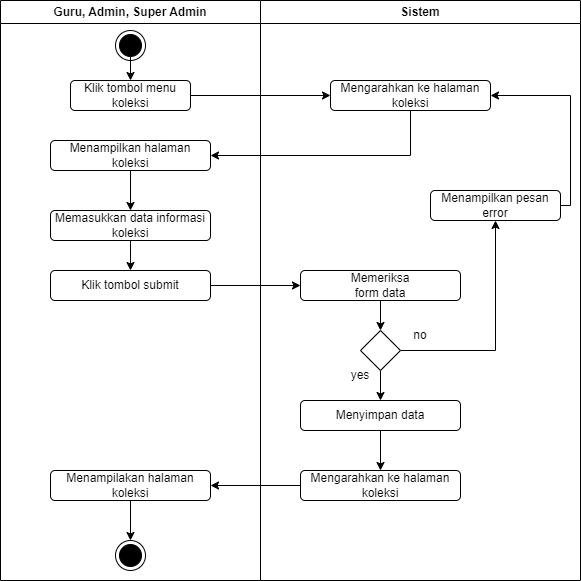 Guru, Admin, Super Admin
Sistem
Klik tombol menu
koleksi
Mengarahkan ke halaman
koleksi
Menampilkan halaman
koleksi
Menampilkan pesan
error
Memasukkan data informasi
koleksi
Klik tombol submit
Memeriksa
form data
no
yes
Menyimpan data
Menampilakan halaman
koleksi
Mengarahkan ke halaman
koleksi